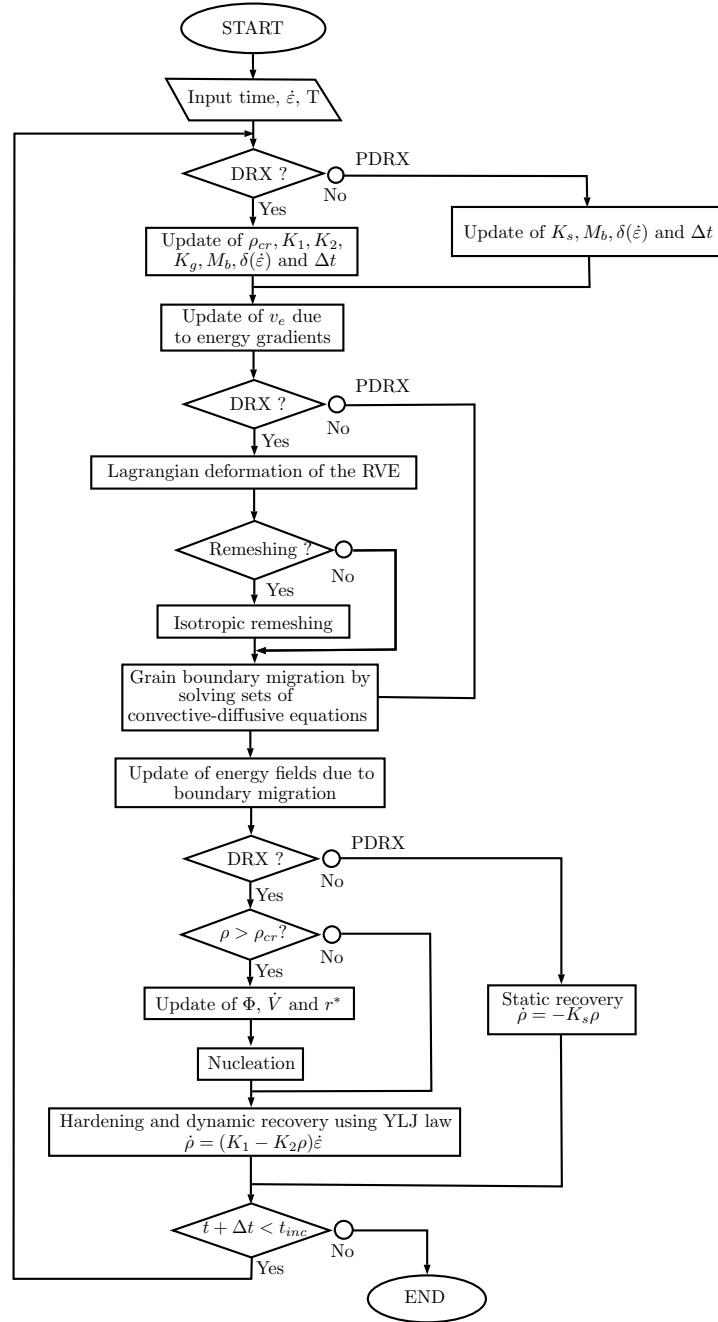 START
Input time, ε̇, T
DRX ?
PDRX
No
Yes
Update of ρ_cr, K_1, K_2,
K_g, M_b, δ(ε̇) and Δt
Update of K_s, M_b, δ(ε̇) and Δt
Update of v_e due
to energy gradients
DRX ?
PDRX
No
Yes
Lagrangian deformation of the RVE
Remeshing ?
No
Yes
Isotropic remeshing
Grain boundary migration by
solving sets of
convective-diffusive equations
Update of energy fields due to
boundary migration
DRX ?
PDRX
No
Yes
ρ > ρ_cr?
No
Yes
Update of Φ, V̇ and r*
Static recovery
ρ̇ = −K_sρ
Nucleation
Hardening and dynamic recovery using YLJ law
ρ̇ = (K_1 − K_2ρ)ε̇
t + Δt < t_inc
No
Yes
END